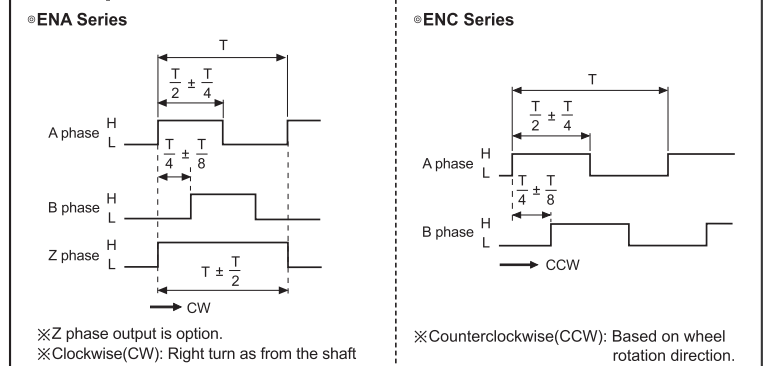 ◎ENA Series
T
T/2 ± T/4
A phase H L
T/4 ± T/8
B phase H L
Z phase H L
T ± T/2
CW
※Z phase output is option.
※Clockwise(CW): Right turn as from the shaft
◎ENC Series
T
T/2 ± T/4
A phase H L
T/4 ± T/8
B phase H L
CCW
※Counterclockwise(CCW): Based on wheel
rotation direction.